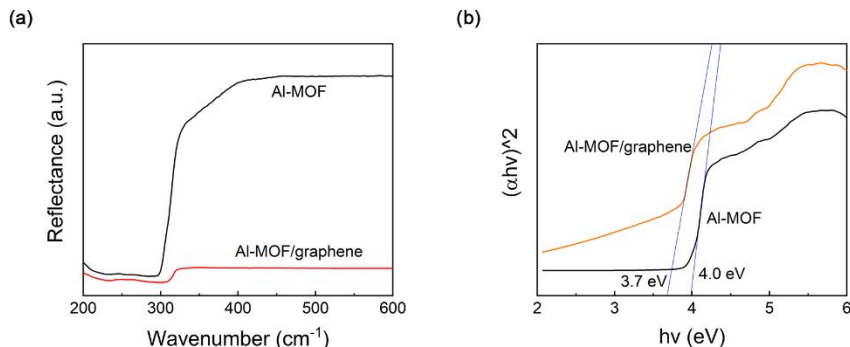 (a)
Reflectance (a.u.)
Al-MOF
Al-MOF/graphene
200 300 400 500 600
Wavenumber (cm⁻¹)
(b)
(αhν)^2
Al-MOF/graphene
Al-MOF
3.7 eV
4.0 eV
2 3 4 5 6
hν (eV)